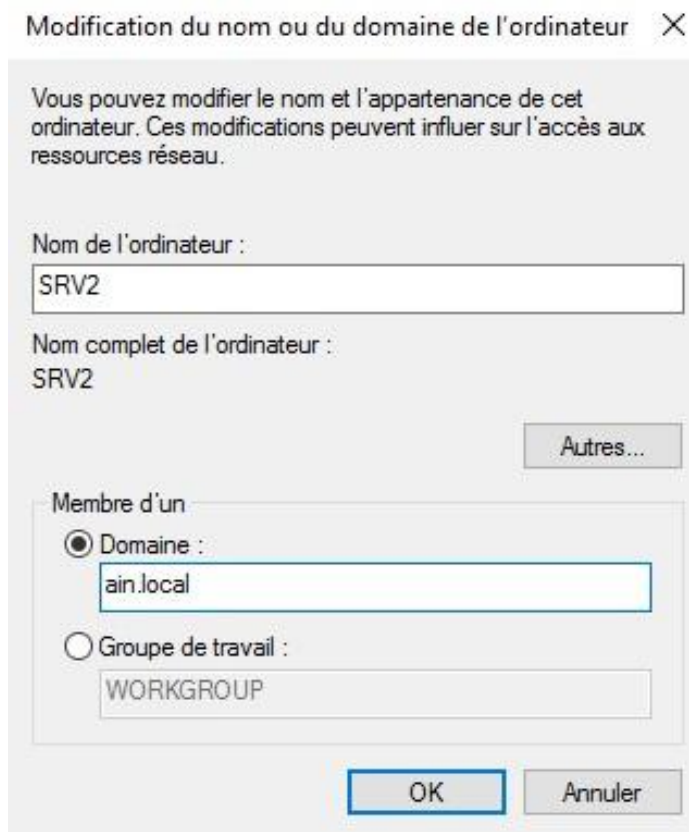 Modification du nom ou du domaine de l'ordinateur
Vous pouvez modifier le nom et l'appartenance de cet
ordinateur. Ces modifications peuvent influer sur l'accès aux
ressources réseau.
Nom de l'ordinateur :
SRV2
Nom complet de l'ordinateur :
SRV2
Autres...
Membre d'un
Domaine :
ain.local
Groupe de travail :
WORKGROUP
OK Annuler